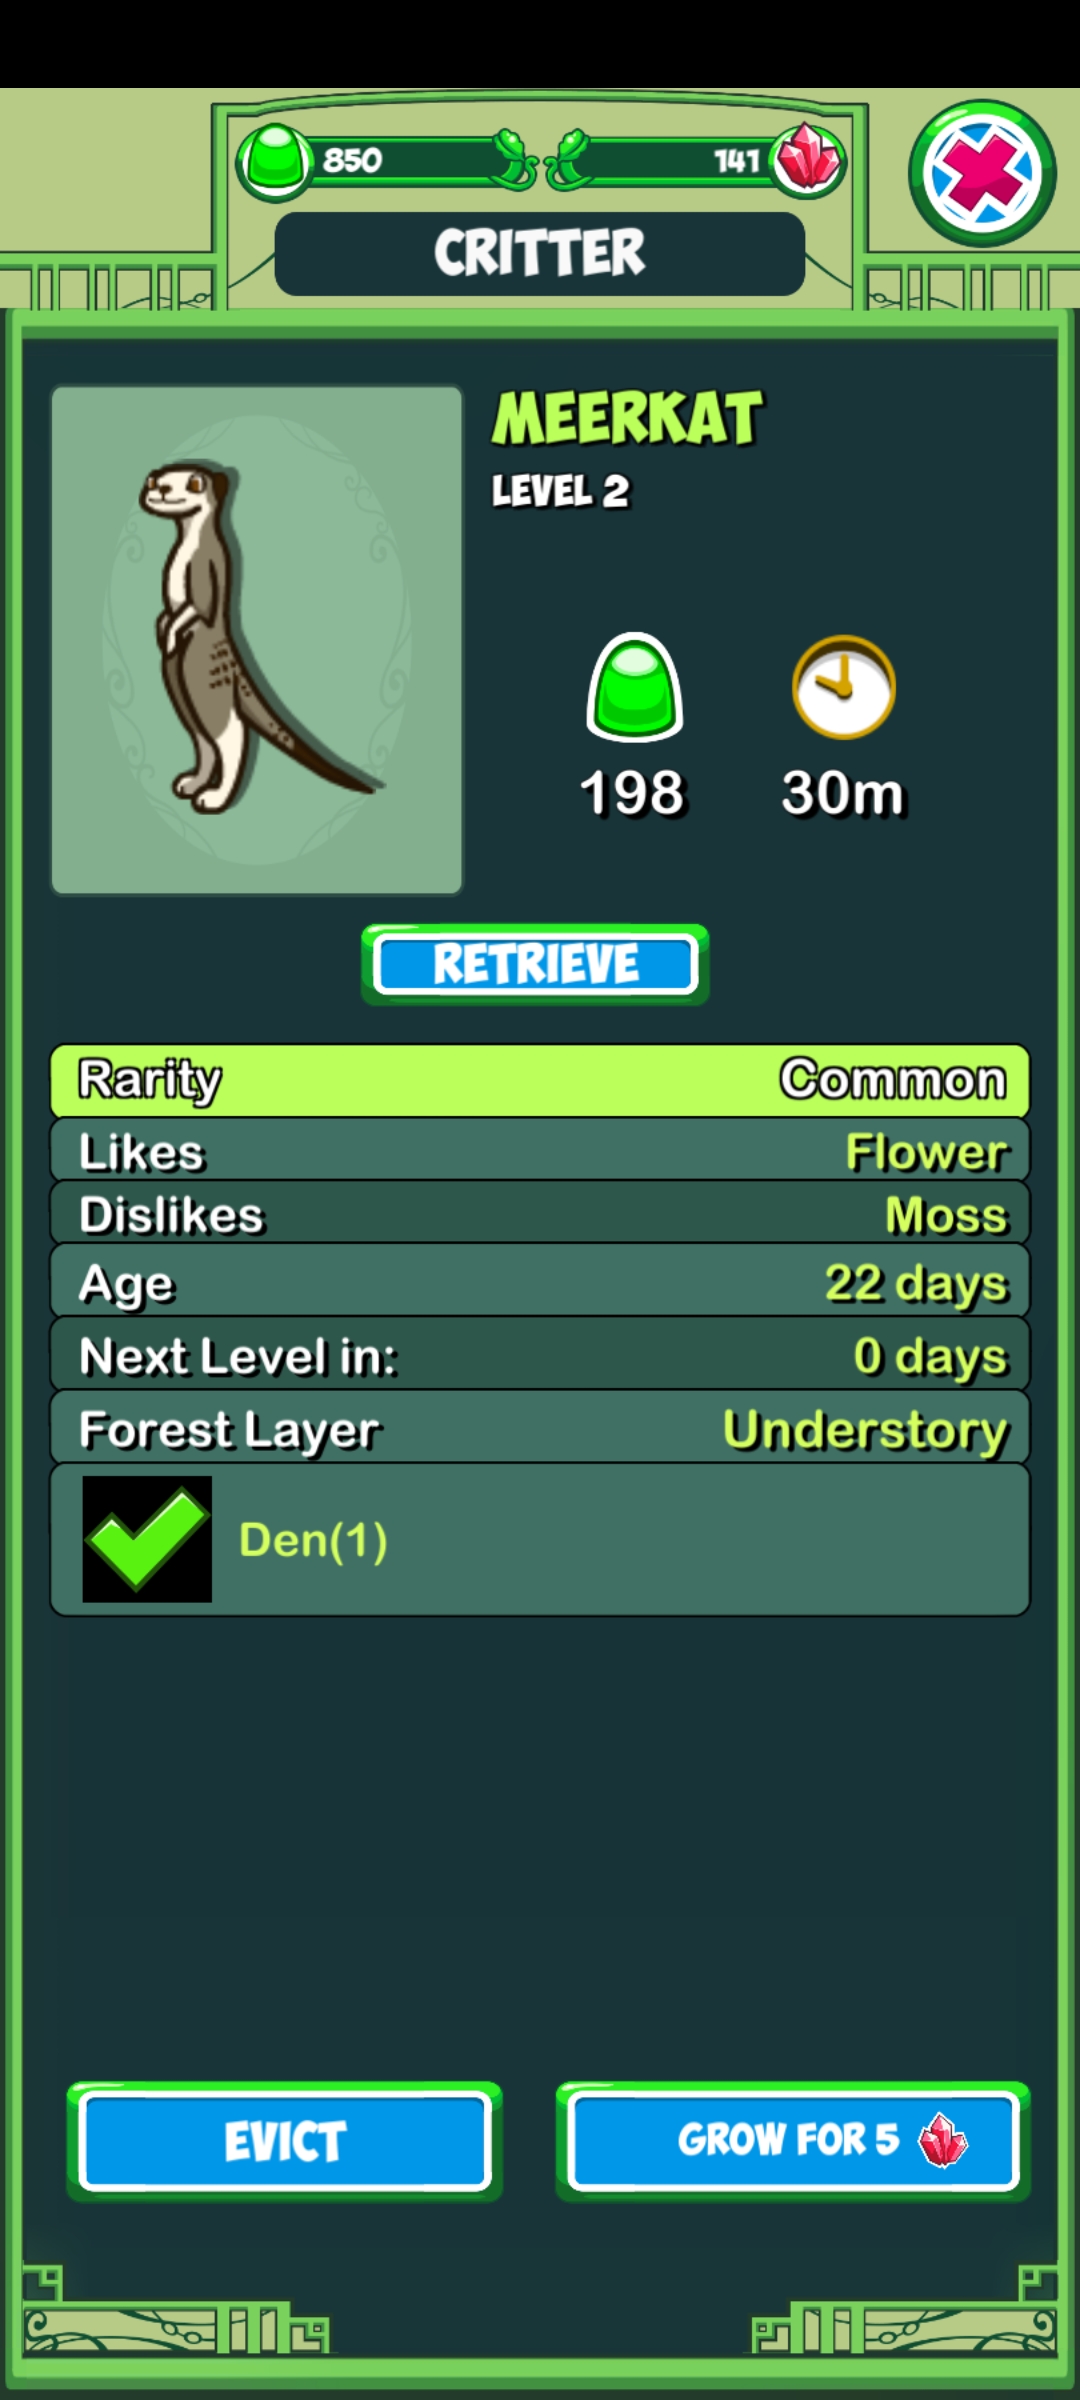 850 141
CRITTER
MEERKAT
LEVEL 2
198 30m
RETRIEVE
Rarity Common
Likes Flower
Dislikes Moss
Age 22 days
Next Level in: 0 days
Forest Layer Understory
Den(1)
EVICT GROW FOR 5